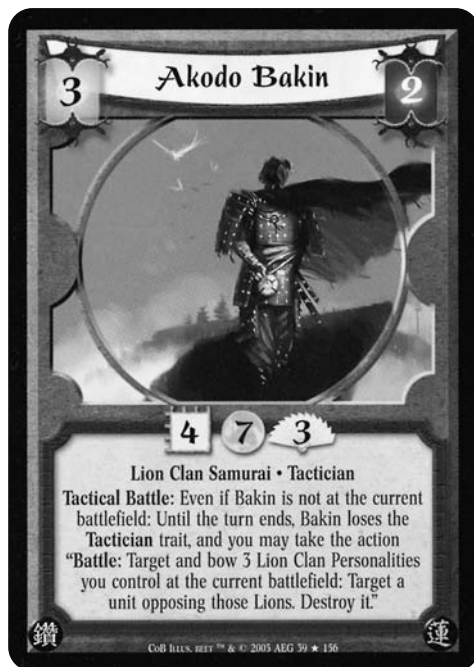 Akodo Bakin
3
2
4 7 3
Lion Clan Samurai • Tactician
Tactical Battle: Even if Bakin is not at the current
battlefield: Until the turn ends, Bakin loses the
Tactician trait, and you may take the action
“Battle: Target and bow 3 Lion Clan Personalities
you control at the current battlefield: Target a
unit opposing those Lions. Destroy it.”
鑽 CoB ILLUS. BEET ™ & © 2005 AEG 39 ★ 156 蓮